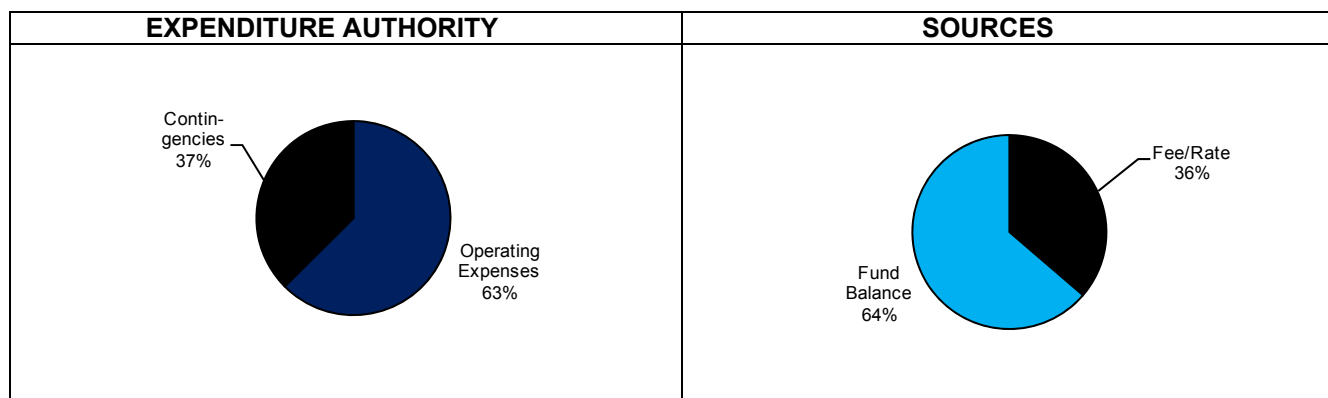 EXPENDITURE AUTHORITY
Contin-
gencies
37%
Operating
Expenses
63%
SOURCES
Fee/Rate
36%
Fund
Balance
64%